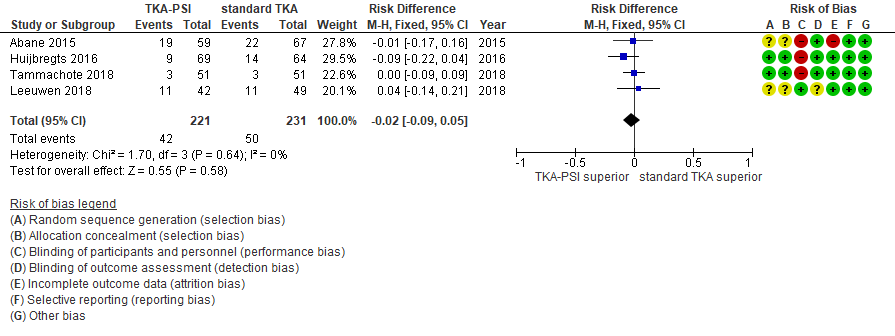 TKA-PSI standard TKA Risk Difference Risk Difference Risk of Bias
Study or Subgroup Events Total Events Total Weight M-H, Fixed, 95% CI Year M-H, Fixed, 95% CI A B C D E F G
Abane 2015 19 59 22 67 27.8% -0.01 [-0.17, 0.16] 2015 ? ? + + +
Huijbregts 2016 9 69 14 64 29.5% -0.09 [-0.22, 0.04] 2016 + + + + + +
Tammachote 2018 3 51 3 51 22.6% 0.00 [-0.09, 0.09] 2018 + + + + + +
Leeuwen 2018 11 42 11 49 20.1% 0.04 [-0.14, 0.21] 2018 ? ? + ? + + +
Total (95% CI) 221 231 100.0% -0.02 [-0.09, 0.05]
Total events 42 50
Heterogeneity: Chi² = 1.70, df = 3 (P = 0.64); I² = 0%
Test for overall effect: Z = 0.55 (P = 0.58)
-1 -0.5 0 0.5 1
TKA-PSI superior standard TKA superior
Risk of bias legend
(A) Random sequence generation (selection bias)
(B) Allocation concealment (selection bias)
(C) Blinding of participants and personnel (performance bias)
(D) Blinding of outcome assessment (detection bias)
(E) Incomplete outcome data (attrition bias)
(F) Selective reporting (reporting bias)
(G) Other bias